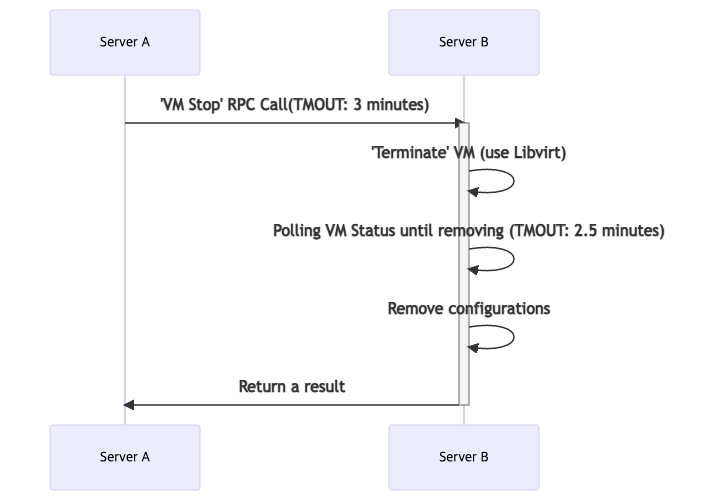 Server A
Server B
'VM Stop' RPC Call(TMOUT: 3 minutes)
'Terminate' VM (use Libvirt)
Polling VM Status until removing (TMOUT: 2.5 minutes)
Remove configurations
Return a result
Server A
Server B